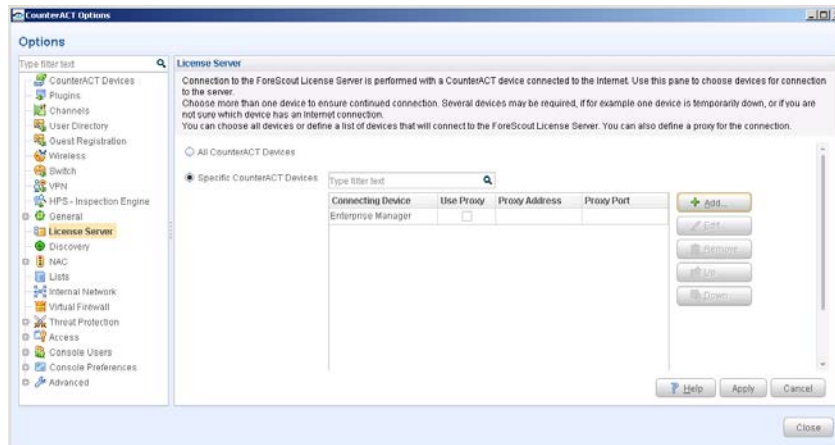 CounterACT Options
Options
Type filter text
CounterACT Devices
Plugins
Channels
User Directory
Guest Registration
Wireless
Switch
VPN
HPS - Inspection Engine
General
License Server
Discovery
NAC
Lists
Internal Network
Virtual Firewall
Threat Protection
Access
Console Users
Console Preferences
Advanced
License Server
Connection to the ForeScout License Server is performed with a CounterACT device connected to the Internet. Use this pane to choose devices for connection
to the server.
Choose more than one device to ensure continued connection. Several devices may be required, if for example one device is temporarily down, or if you are
not sure which device has an Internet connection.
You can choose all devices or define a list of devices that will connect to the ForeScout License Server. You can also define a proxy for the connection.
All CounterACT Devices
Specific CounterACT Devices
Type filter text
Connecting Device Use Proxy Proxy Address Proxy Port
Enterprise Manager
Add...
Edit...
Remove
Up
Down
Help Apply Cancel
Close